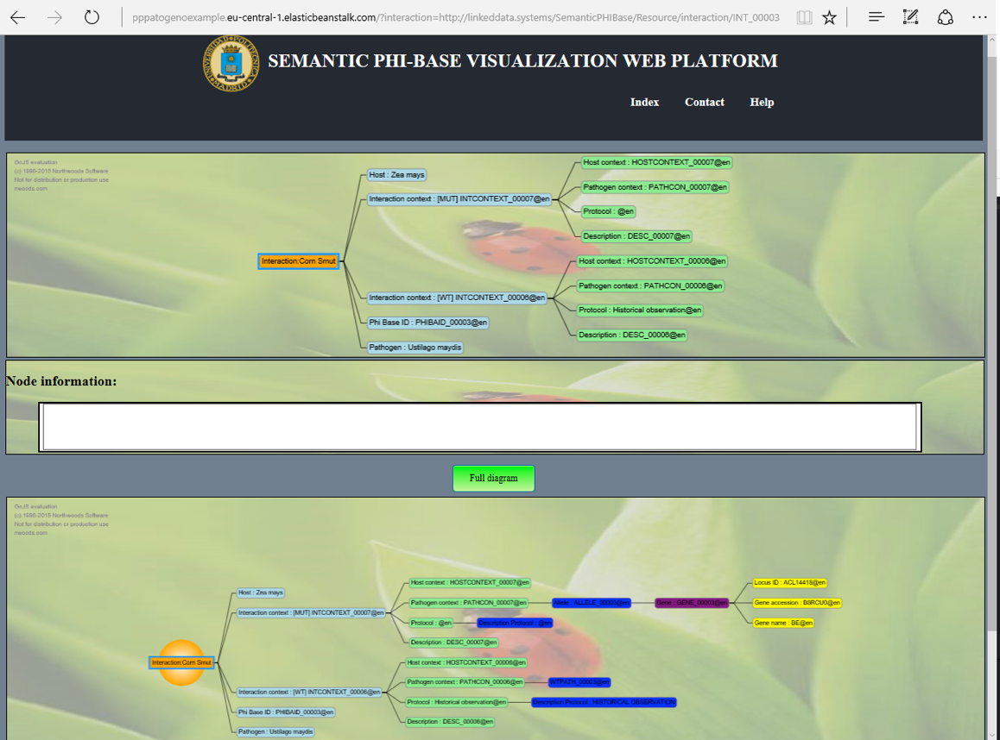 pppatogenoexample.eu-central-1.elasticbeanstalk.com/?interaction=http://linkeddata.systems/SemanticPHIBase/Resource/interaction/INT_00003
SEMANTIC PHI-BASE VISUALIZATION WEB PLATFORM
Index Contact Help
GoJS evaluation
(c) 1998-2015 Northwoods Software
Not for distribution or production use
nwoods.com
Host context : HOSTCONTEXT_00007@en
Host : Zea mays
Pathogen context : PATHCON_00007@en
Interaction context : [MUT] INTCONTEXT_00007@en
Protocol : @en
Description : DESC_00007@en
Interaction:Corn Smut
Host context : HOSTCONTEXT_00006@en
Pathogen context : PATHCON_00006@en
Interaction context : [WT] INTCONTEXT_00006@en
Protocol : Historical observation@en
Phi Base ID : PHIBAID_00003@en
Description : DESC_00006@en
Pathogen : Ustilago maydis
Node information:
Full diagram
GoJS evaluation
(c) 1998-2015 Northwoods Software
Not for distribution or production use
nwoods.com
Host context : HOSTCONTEXT_00007@en
Locus ID : ACL14418@en
Host : Zea mays
Pathogen context : PATHCON_00007@en
Allele : ALLELE_00003@en
Gene : GENE_00003@en
Gene accession : B8RCU0@en
Interaction context : [MUT] INTCONTEXT_00007@en
Protocol : @en
Description Protocol : @en
Gene name : BE@en
Description : DESC_00007@en
Interaction:Corn Smut
Host context : HOSTCONTEXT_00006@en
Pathogen context : PATHCON_00006@en
WTPATH_00003@en
Interaction context : [WT] INTCONTEXT_00006@en
Protocol : Historical observation@en
Description Protocol : HISTORICAL OBSERVATION
Phi Base ID : PHIBAID_00003@en
Description : DESC_00006@en
Pathogen : Ustilago maydis